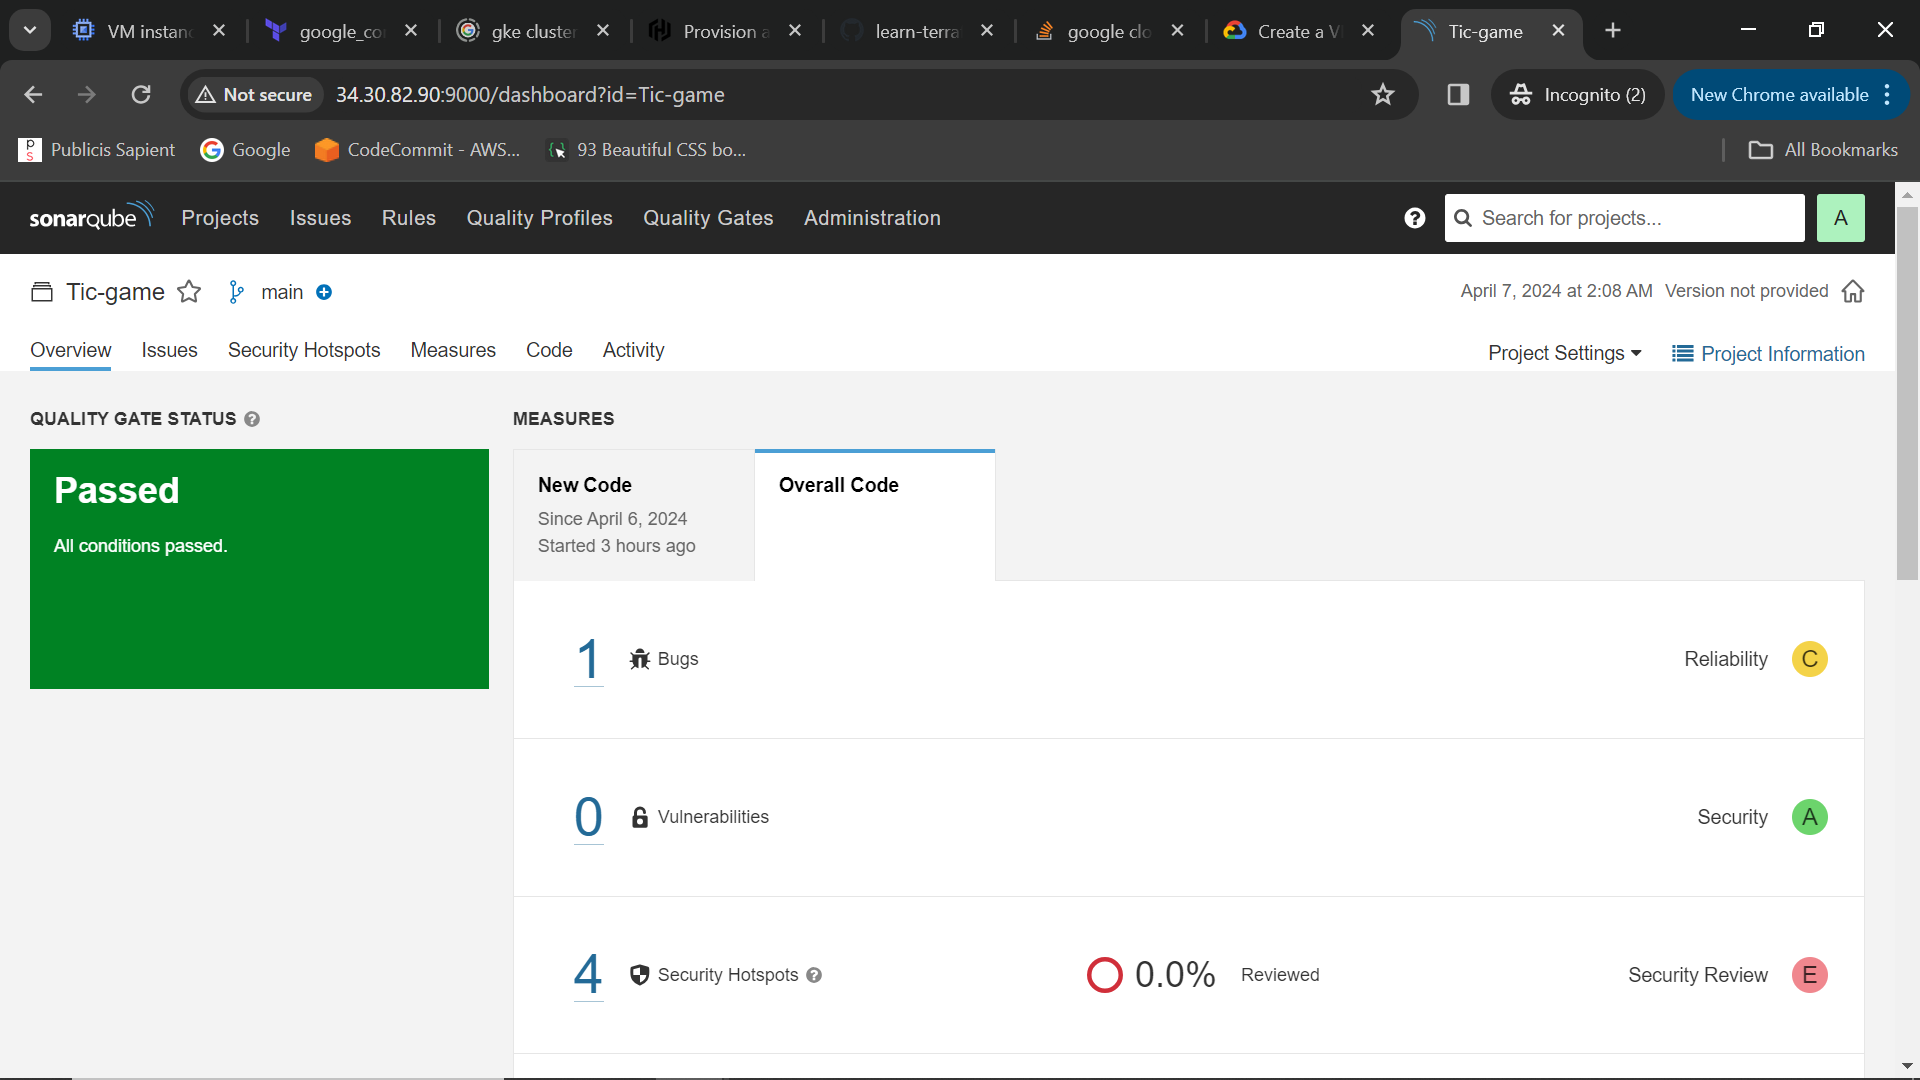 VM instanc
google_co
gke cluster
Provision a
learn-terra
google clo
Create a V
Tic-game
Not secure
34.30.82.90:9000/dashboard?id=Tic-game
Incognito (2)
New Chrome available
Publicis Sapient
Google
CodeCommit - AWS...
93 Beautiful CSS bo...
All Bookmarks
sonarqube
Projects
Issues
Rules
Quality Profiles
Quality Gates
Administration
Search for projects...
A
Tic-game
main
April 7, 2024 at 2:08 AM
Version not provided
Overview
Issues
Security Hotspots
Measures
Code
Activity
Project Settings
Project Information
QUALITY GATE STATUS
MEASURES
Passed
All conditions passed.
New Code
Since April 6, 2024
Started 3 hours ago
Overall Code
1 Bugs
Reliability C
0 Vulnerabilities
Security A
4 Security Hotspots
0.0% Reviewed
Security Review E